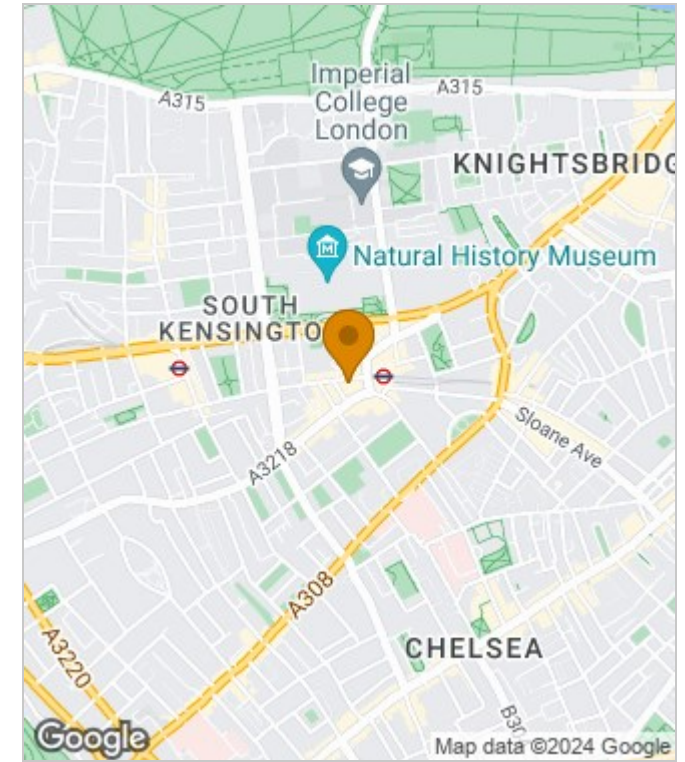 Imperial
College
London
A315
A315
KNIGHTSBRIDG
Natural History Museum
SOUTH
KENSINGTO
Sloane Ave
A3218
A308
A3220
CHELSEA
B30
Google
Map data ©2024 Google